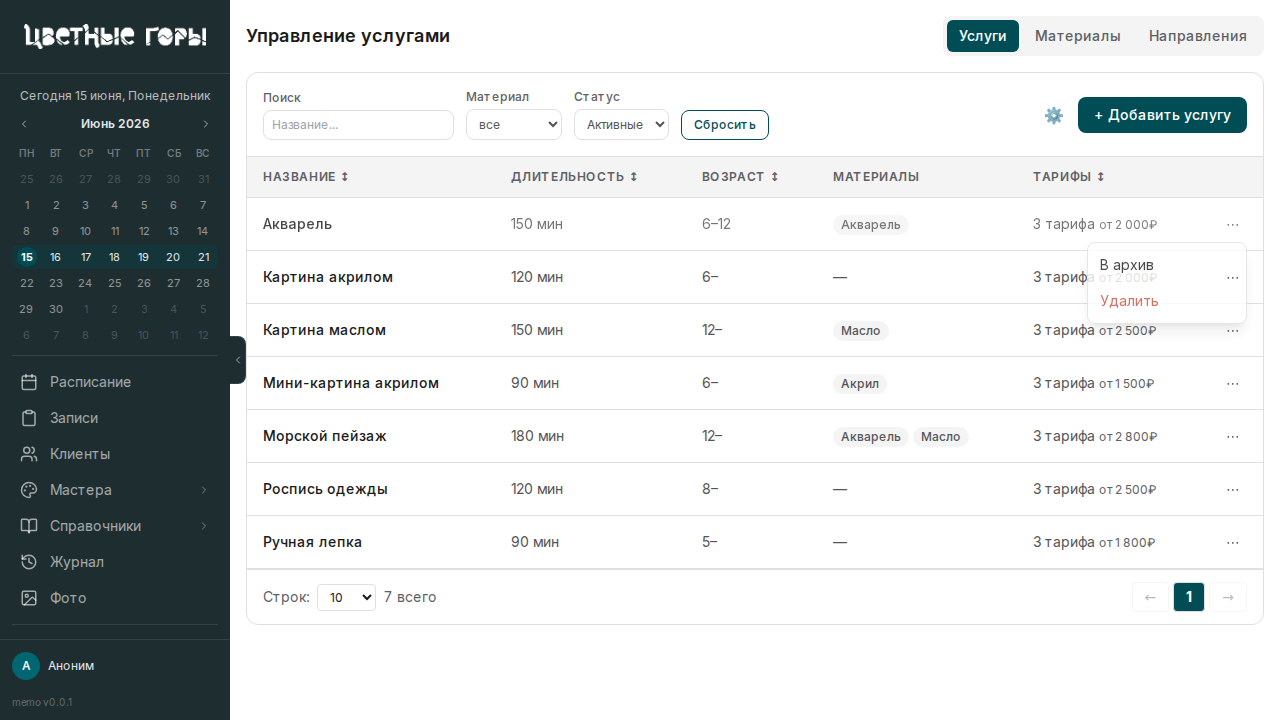 Цветные горы
Сегодня 15 июня, Понедельник
‹ Июнь 2026 ›
ПН ВТ СР ЧТ ПТ СБ ВС
25 26 27 28 29 30 31
1 2 3 4 5 6 7
8 9 10 11 12 13 14
15 16 17 18 19 20 21
22 23 24 25 26 27 28
29 30 1 2 3 4 5
6 7 8 9 10 11 12
Расписание
Записи
Клиенты
Мастера
Справочники
Журнал
Фото
А Аноним
memo v0.0.1
Управление услугами
Услуги Материалы Направления
Поиск Материал Статус
Название... все Активные Сбросить
+ Добавить услугу
НАЗВАНИЕ ↕ ДЛИТЕЛЬНОСТЬ ↕ ВОЗРАСТ ↕ МАТЕРИАЛЫ ТАРИФЫ ↕
Акварель 150 мин 6–12 Акварель 3 тарифа от 2 000₽ ...
В архив
Картина акрилом 120 мин 6– — 3 тарифа от 2 000₽ ...
Удалить
Картина маслом 150 мин 12– Масло 3 тарифа от 2 500₽ ...
Мини-картина акрилом 90 мин 6– Акрил 3 тарифа от 1 500₽ ...
Морской пейзаж 180 мин 12– Акварель Масло 3 тарифа от 2 800₽ ...
Роспись одежды 120 мин 8– — 3 тарифа от 2 500₽ ...
Ручная лепка 90 мин 5– — 3 тарифа от 1 800₽ ...
Строк: 10 7 всего ← 1 →